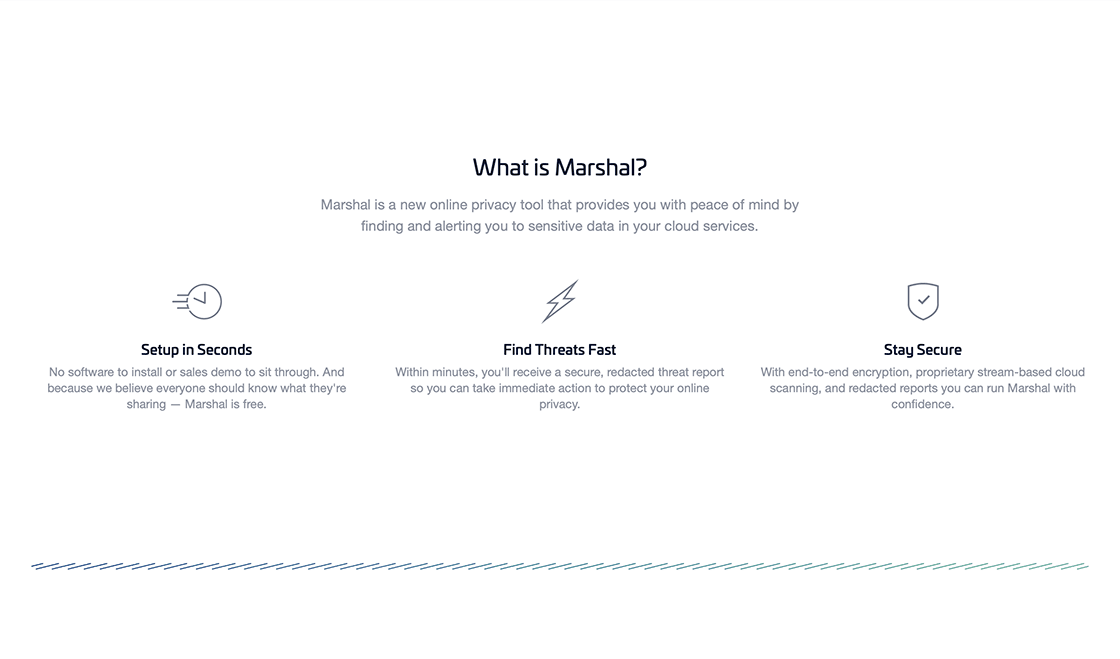 What is Marshal?
Marshal is a new online privacy tool that provides you with peace of mind by
finding and alerting you to sensitive data in your cloud services.
Setup in Seconds
No software to install or sales demo to sit through. And
because we believe everyone should know what they're
sharing — Marshal is free.
Find Threats Fast
Within minutes, you'll receive a secure, redacted threat report
so you can take immediate action to protect your online
privacy.
Stay Secure
With end-to-end encryption, proprietary stream-based cloud
scanning, and redacted reports you can run Marshal with
confidence.